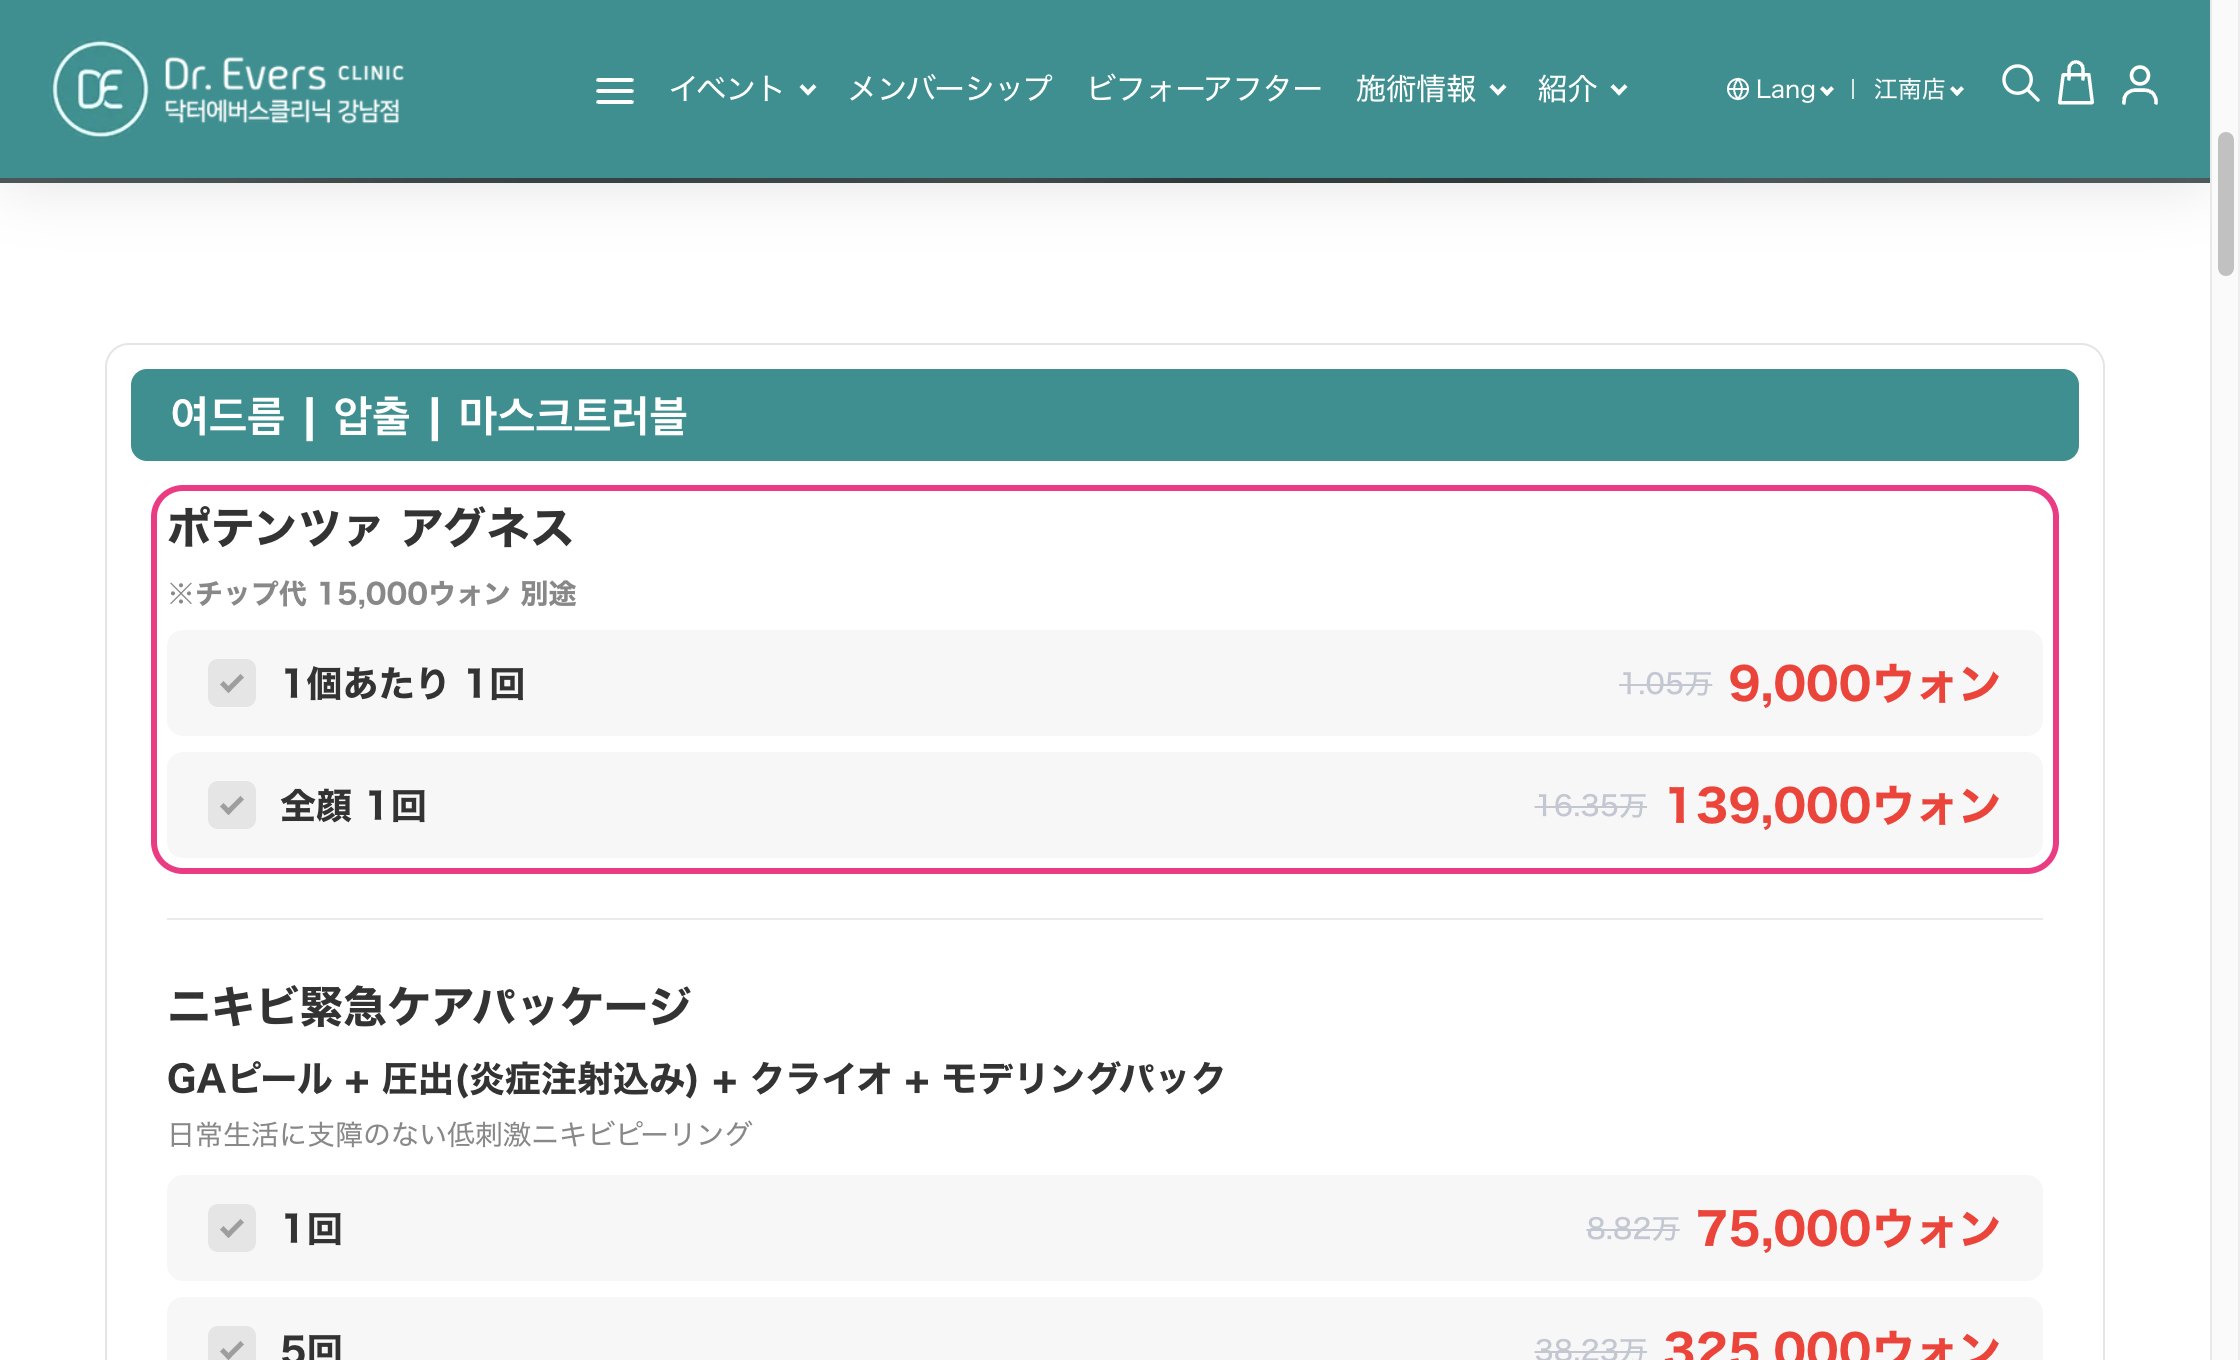 Dr. Evers CLINIC
닥터에버스클리닉 강남점
イベント メンバーシップ ビフォーアフター 施術情報 紹介 Lang | 江南店
여드름 | 압출 | 마스크트러블
ポテンツァ アグネス
※チップ代 15,000ウォン 別途
1個あたり 1回 1.05万 9,000ウォン
全顔 1回 16.35万 139,000ウォン
ニキビ緊急ケアパッケージ
GAピール + 圧出(炎症注射込み) + クライオ + モデリングパック
日常生活に支障のない低刺激ニキビピーリング
1回 8.82万 75,000ウォン
5回 38.23万 325,000ウォン